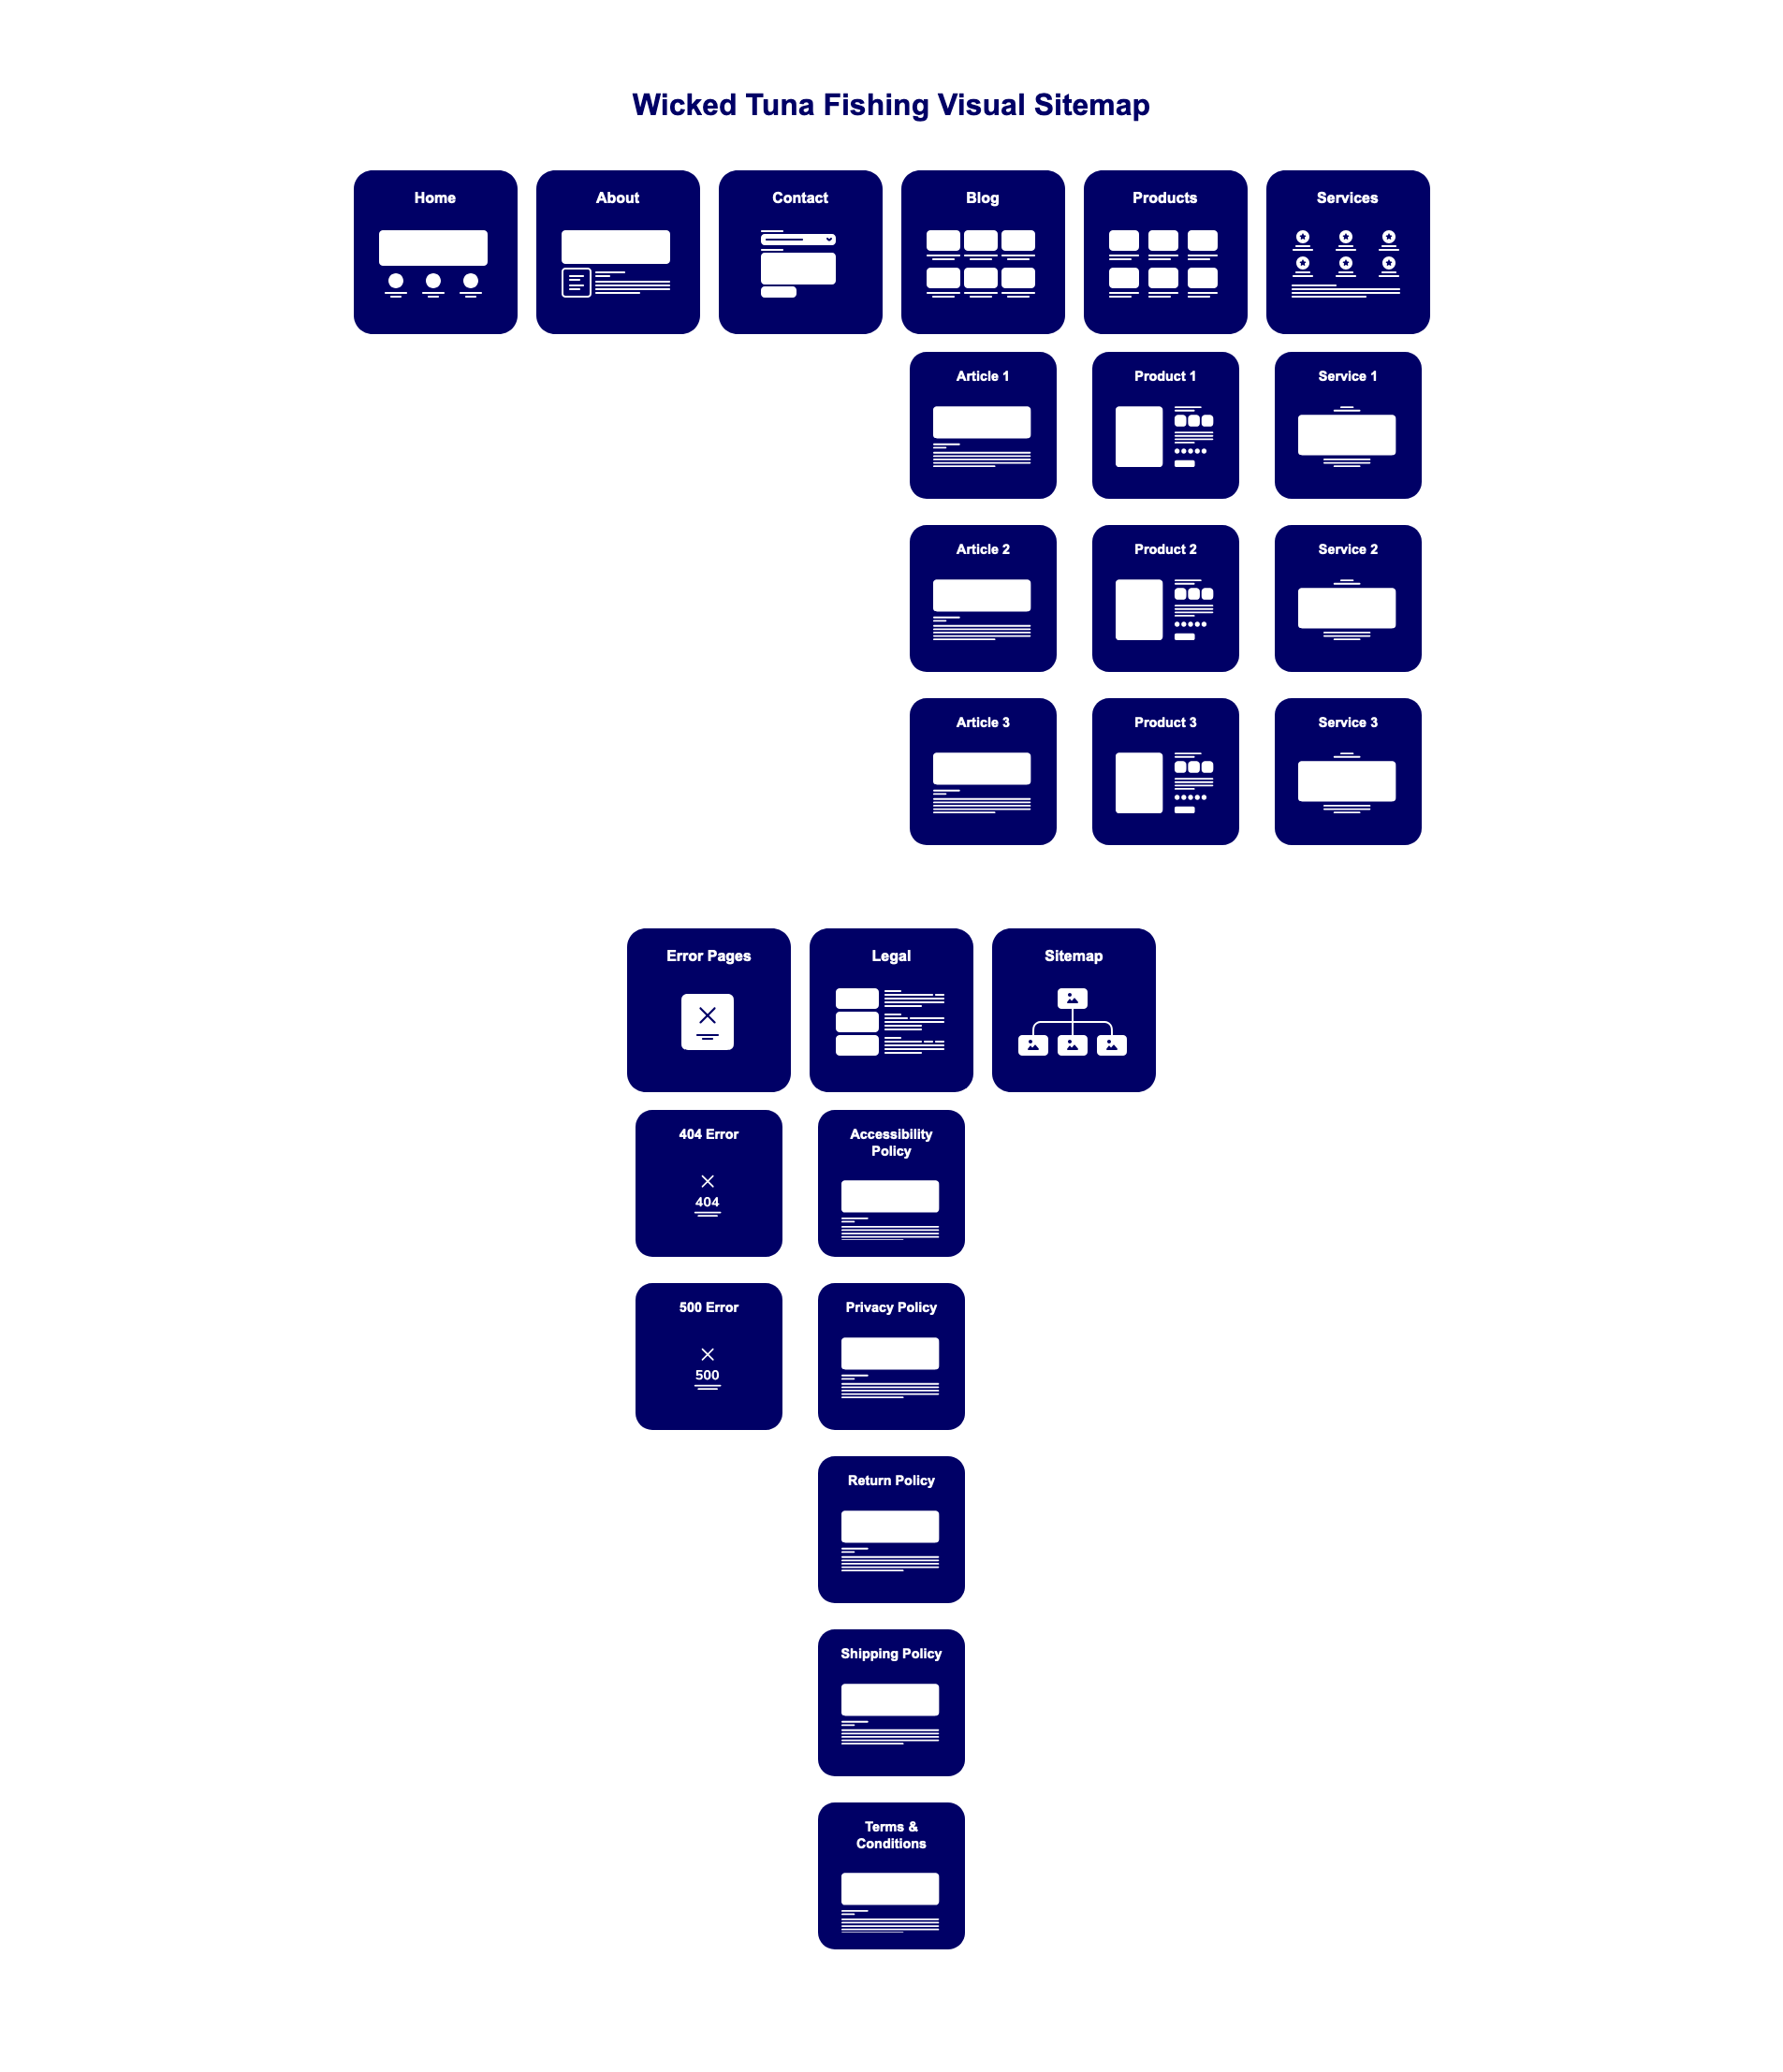 Wicked Tuna Fishing Visual Sitemap
Home
About
Contact
Blog
Products
Services
Article 1
Product 1
Service 1
Article 2
Product 2
Service 2
Article 3
Product 3
Service 3
Error Pages
Legal
Sitemap
404 Error
404
Accessibility
Policy
500 Error
500
Privacy Policy
Return Policy
Shipping Policy
Terms &
Conditions